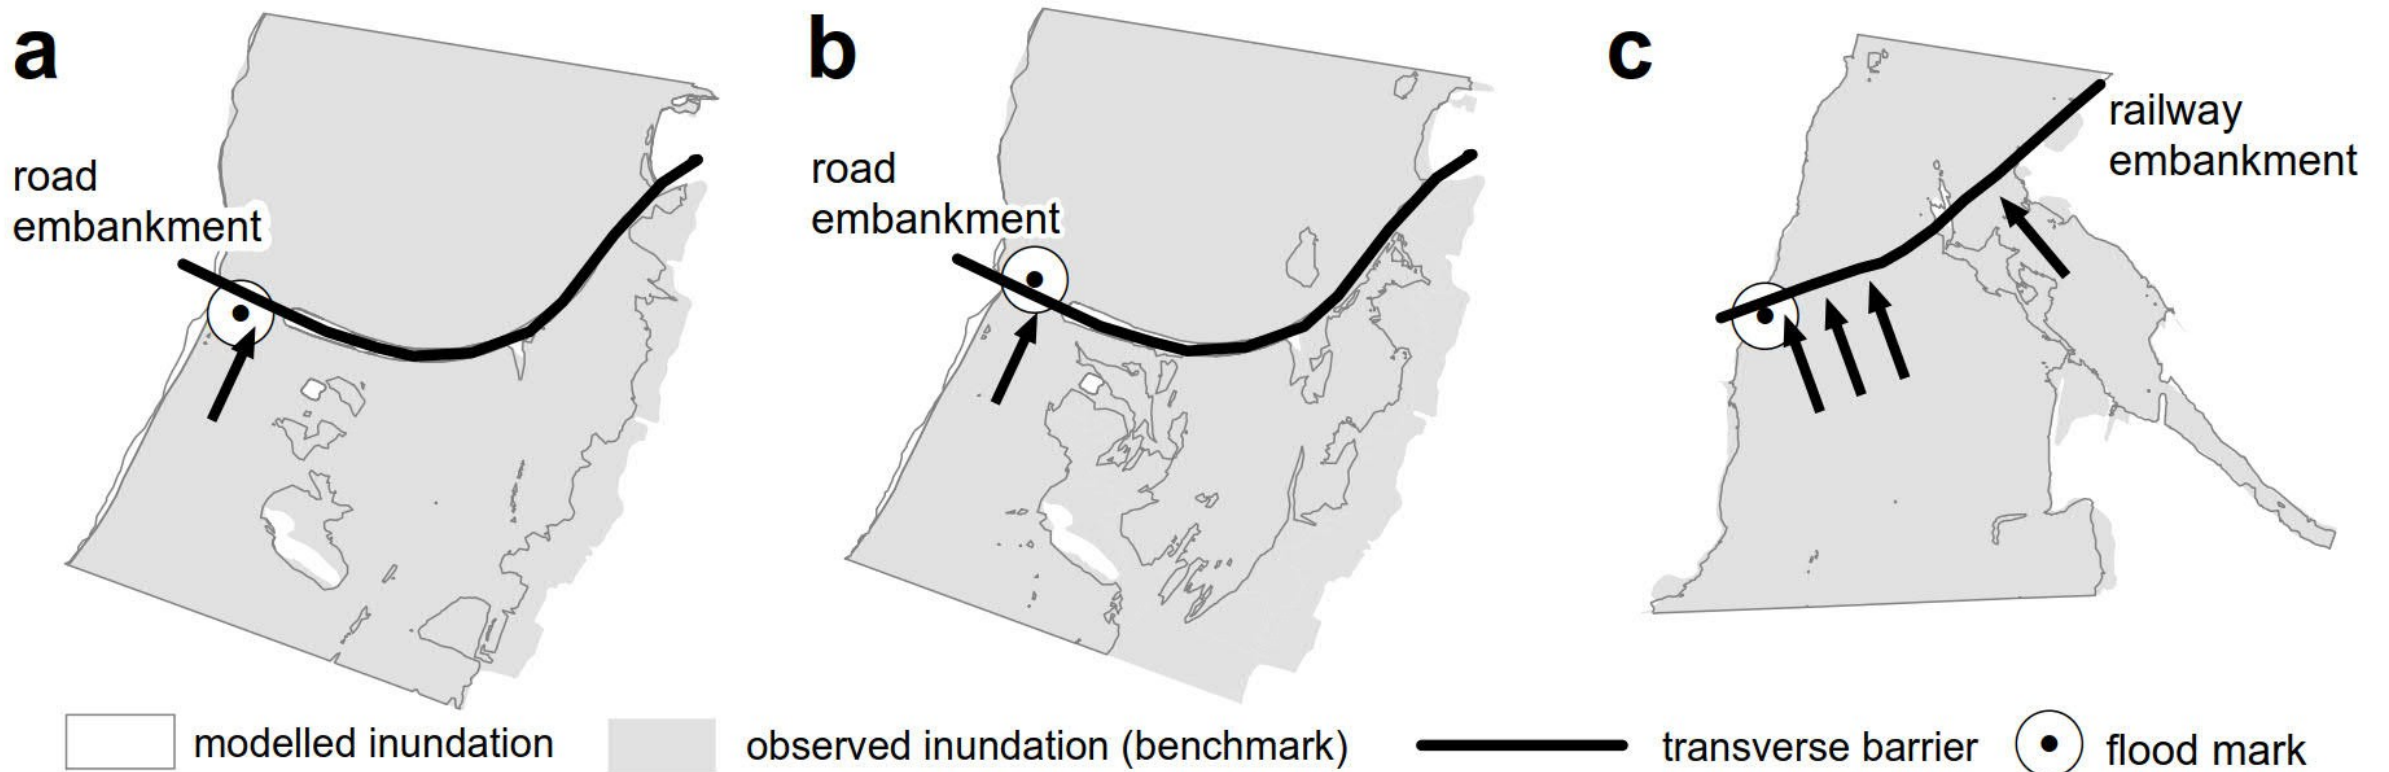 a
b
c
road
embankment
road
embankment
railway
embankment
modelled inundation
observed inundation (benchmark)
transverse barrier
flood mark